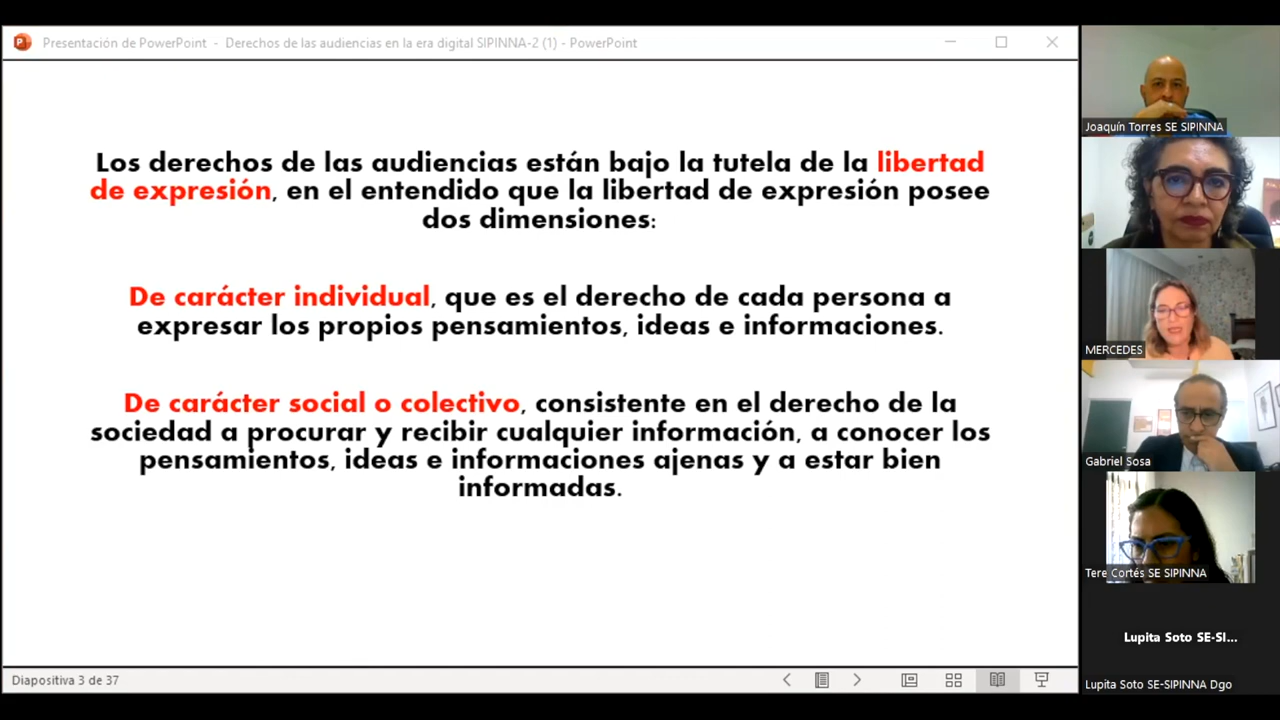 Presentación de PowerPoint - Derechos de las audiencias en la era digital SIPINNA-2 (1) - PowerPoint
Los derechos de las audiencias están bajo la tutela de la libertad
de expresión, en el entendido que la libertad de expresión posee
dos dimensiones:
De carácter individual, que es el derecho de cada persona a
expresar los propios pensamientos, ideas e informaciones.
De carácter social o colectivo, consistente en el derecho de la
sociedad a procurar y recibir cualquier información, a conocer los
pensamientos, ideas e informaciones ajenas y a estar bien
informadas.
Diapositiva 3 de 37
Joaquín Torres SE SIPINNA
MERCEDES
Gabriel Sosa
Tere Cortés SE SIPINNA
Lupita Soto SE-SI...
Lupita Soto SE-SIPINNA Dgo